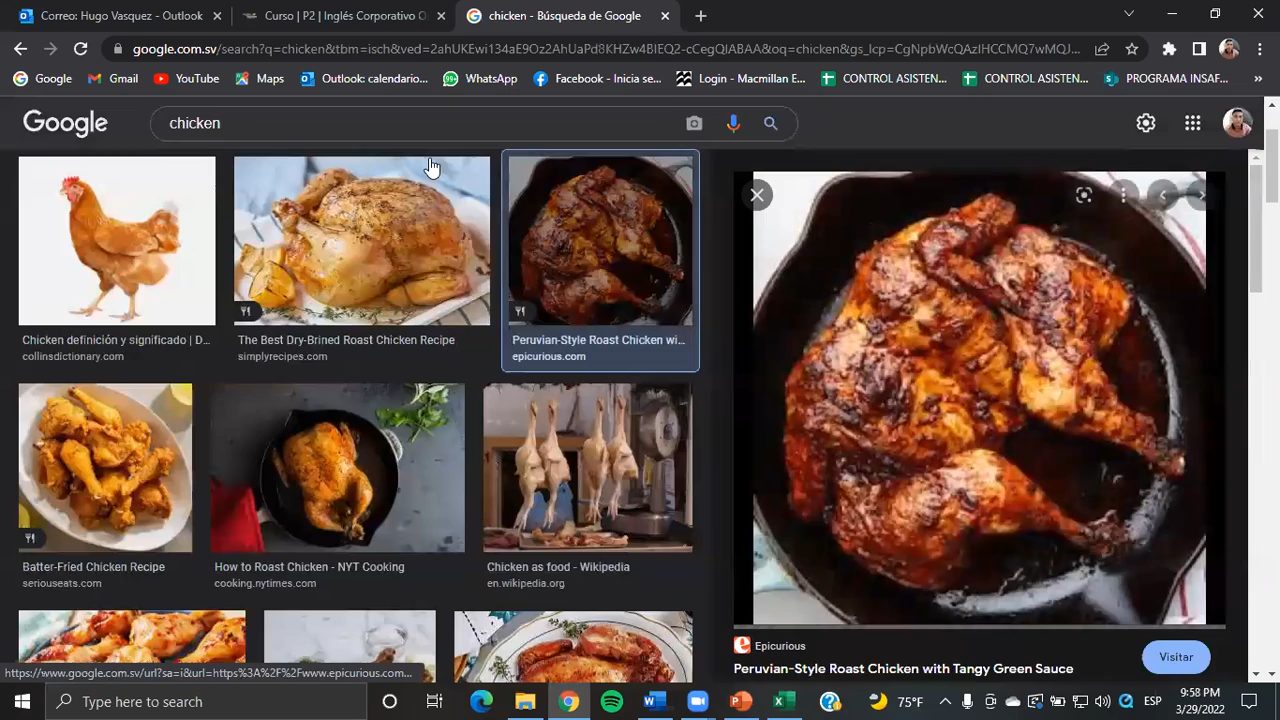 Correo: Hugo Vasquez - Outlook
Curso | P2 | Inglés Corporativo O
chicken - Búsqueda de Google
google.com.sv/search?q=chicken&tbm=isch&ved=2ahUKEwi134aE9Oz2AhUaPd8KHZw4BIEQ2-cCegQIABAA&oq=chicken&gs_lcp=CgNpbWcQAzIHCCMQ7wMQJ...
Google
Gmail
YouTube
Maps
Outlook: calendario...
WhatsApp
Facebook - Inicia se...
Login - Macmillan E...
CONTROL ASISTEN...
CONTROL ASISTEN...
PROGRAMA INSAF...
Google
chicken
Chicken definición y significado | D...
collinsdictionary.com
The Best Dry-Brined Roast Chicken Recipe
simplyrecipes.com
Peruvian-Style Roast Chicken wi...
epicurious.com
Batter-Fried Chicken Recipe
seriouseats.com
How to Roast Chicken - NYT Cooking
cooking.nytimes.com
Chicken as food - Wikipedia
en.wikipedia.org
Epicurious
Peruvian-Style Roast Chicken with Tangy Green Sauce
Visitar
https://www.google.com.sv/url?sa=i&url=https%3A%2F%2Fwww.epicurious.com...
Type here to search
75°F
ESP
9:58 PM
3/29/2022